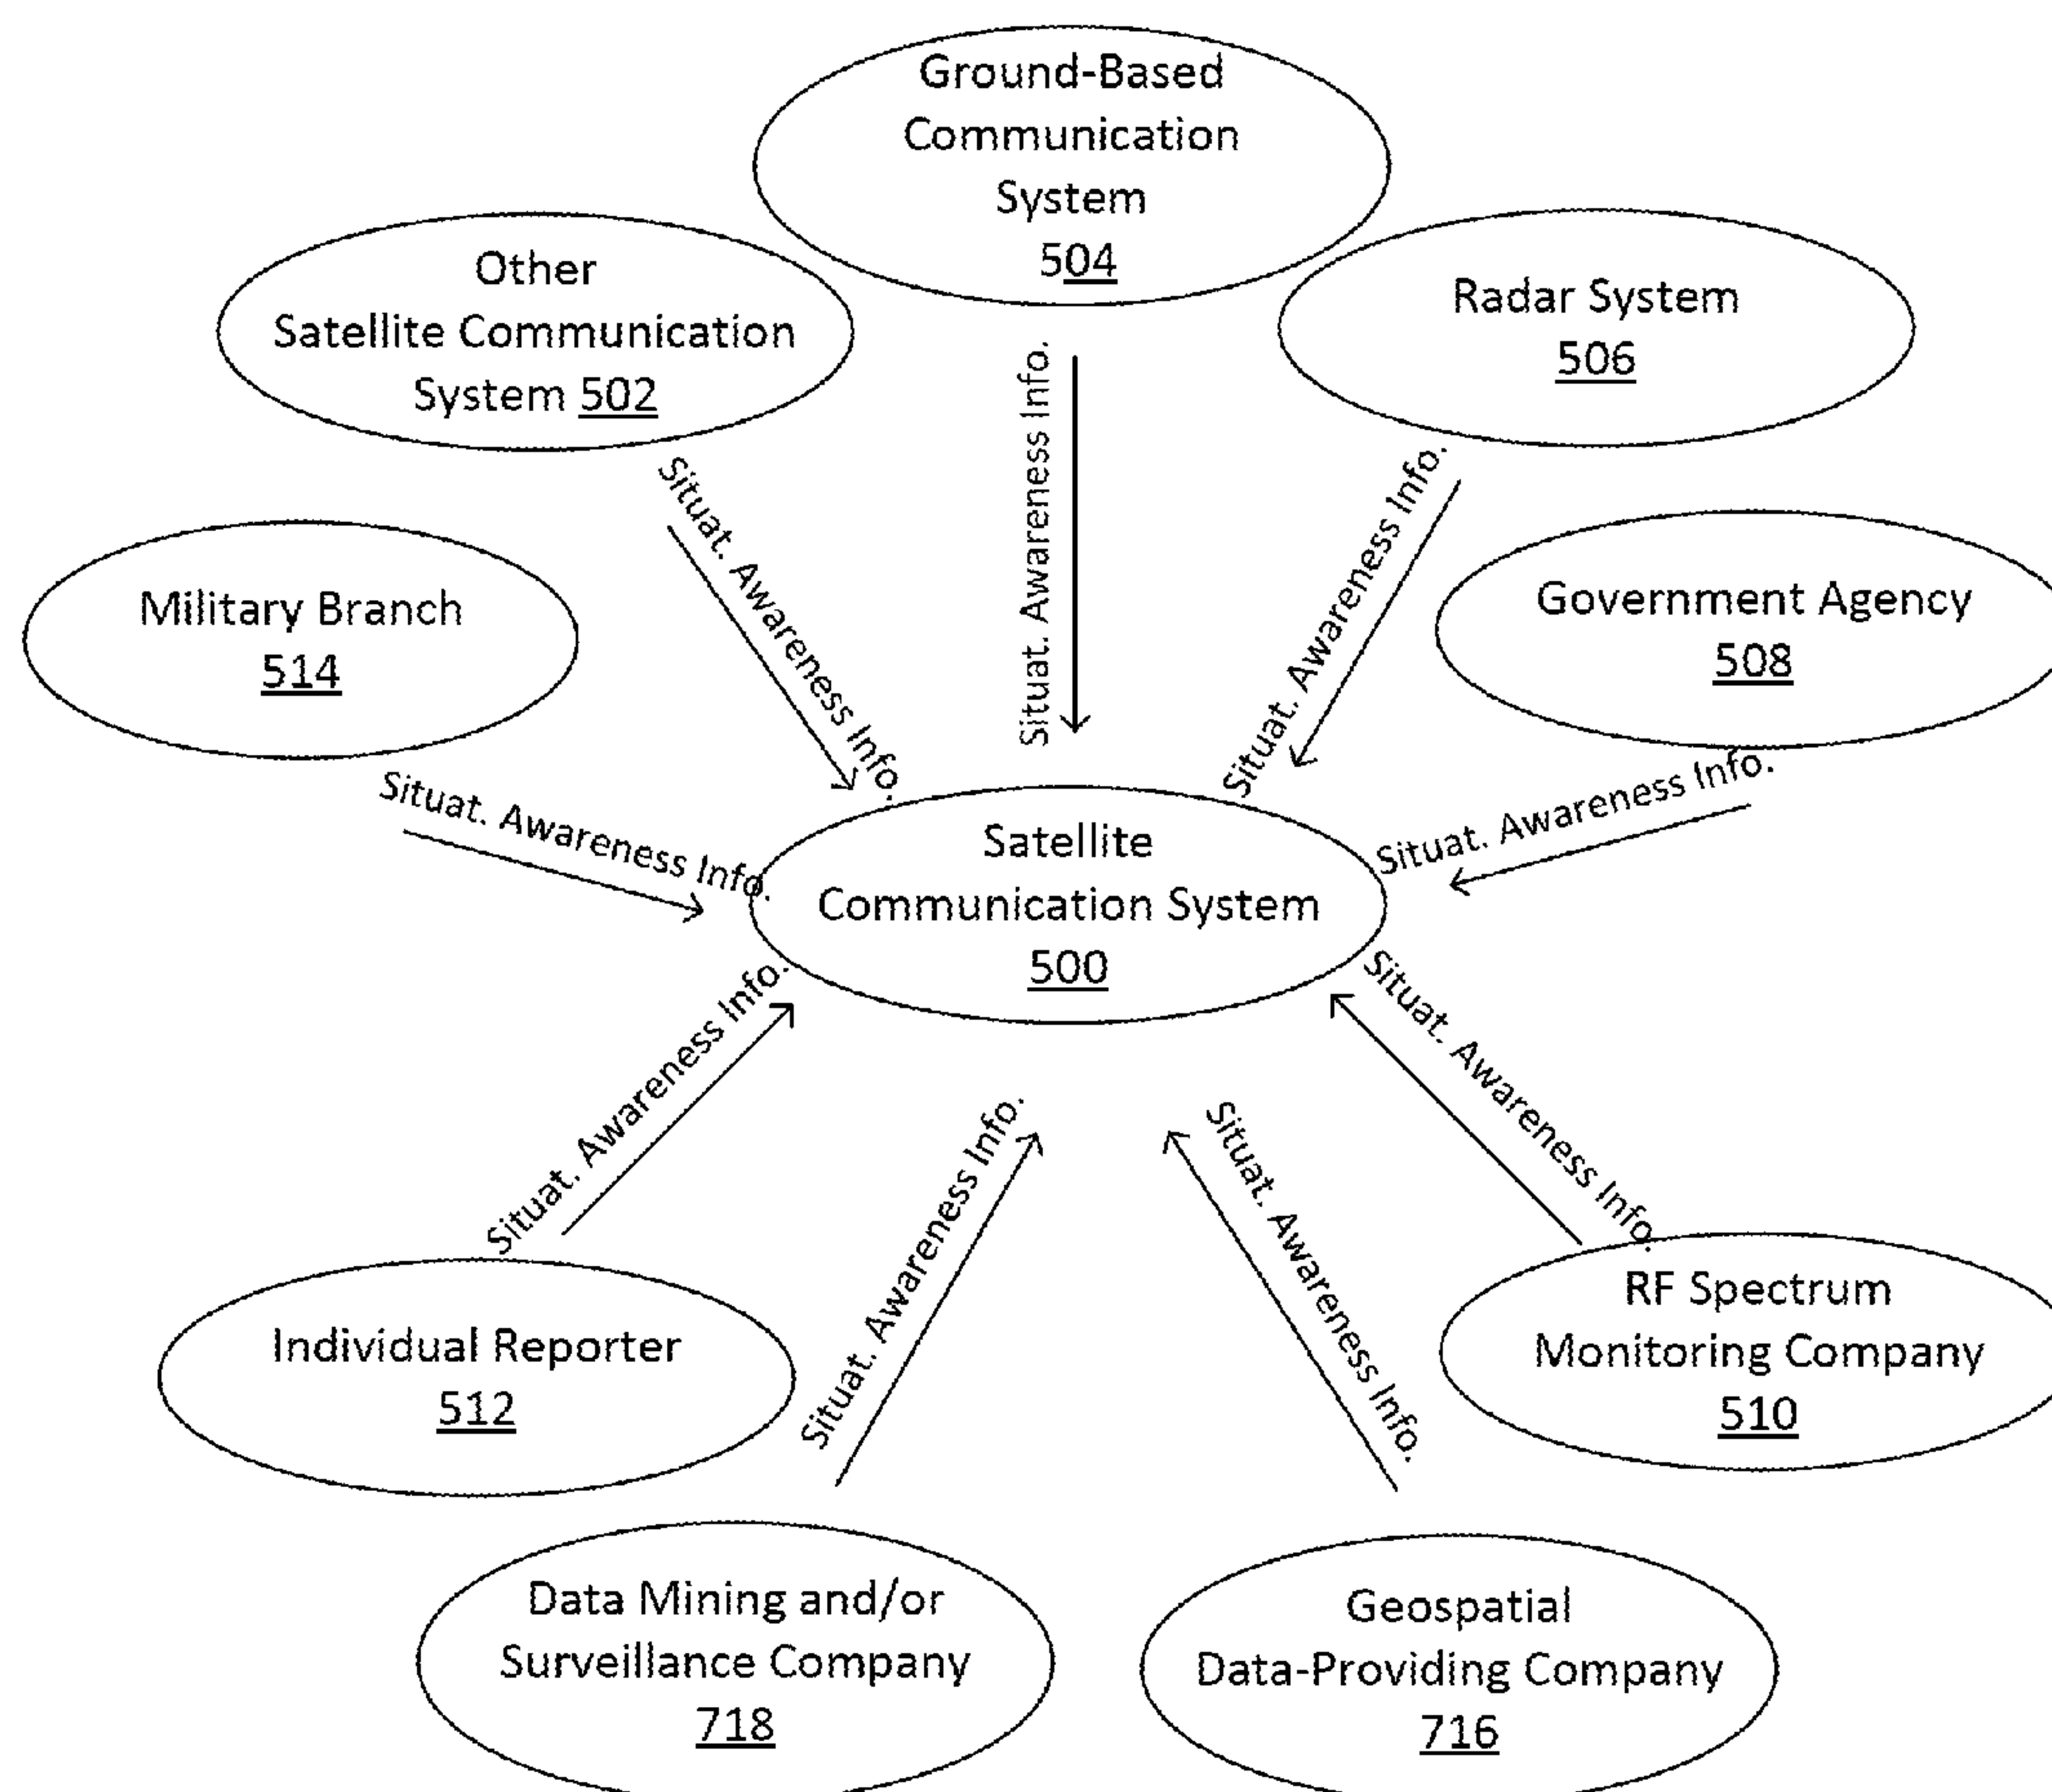 Ground-Based
Communication
System
504
Other
Satellite Communication
System 502
Radar System
506
Situat. Awareness Info.
Situat. Awareness Info.
Situat. Awareness Info.
Military Branch
514
Government Agency
508
Situat. Awareness Info.
Situat. Awareness Info.
Satellite
Communication System
500
Situat. Awareness Info.
Situat. Awareness Info.
Situat. Awareness Info.
Situat. Awareness Info.
Individual Reporter
512
RF Spectrum
Monitoring Company
510
Data Mining and/or
Surveillance Company
718
Geospatial
Data-Providing Company
716